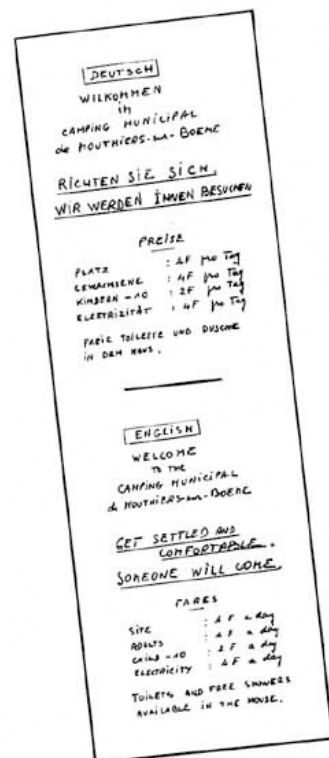 DEUTSCH
WILKOMMEN
in
CAMPING MUNICIPAL
de MOUTHIERS-sur-BOEME
RICHTEN SIE SICH,
WIR WERDEN IHNEN BESUCHEN
PREISE
PLATZ : 4F pro Tag
GEWACHSENE : 4F pro Tag
KINDERN -10 : 2F pro Tag
ELEKTRIZITÄT : 4F pro Tag
FREIE TOILETTE UND DUSCHE
IN DEM HAUS.
ENGLISH
WELCOME
TO THE
CAMPING MUNICIPAL
de MOUTHIERS-sur-BOEME
GET SETTLED AND
COMFORTABLE.
SOMEONE WILL COME.
FARES
SITE : 4F a day
ADULTS : 4F a day
CHILD -10 : 2F a day
ELECTRICITY : 4F a day
TOILETS AND FREE SHOWERS
AVAILABLE IN THE HOUSE.